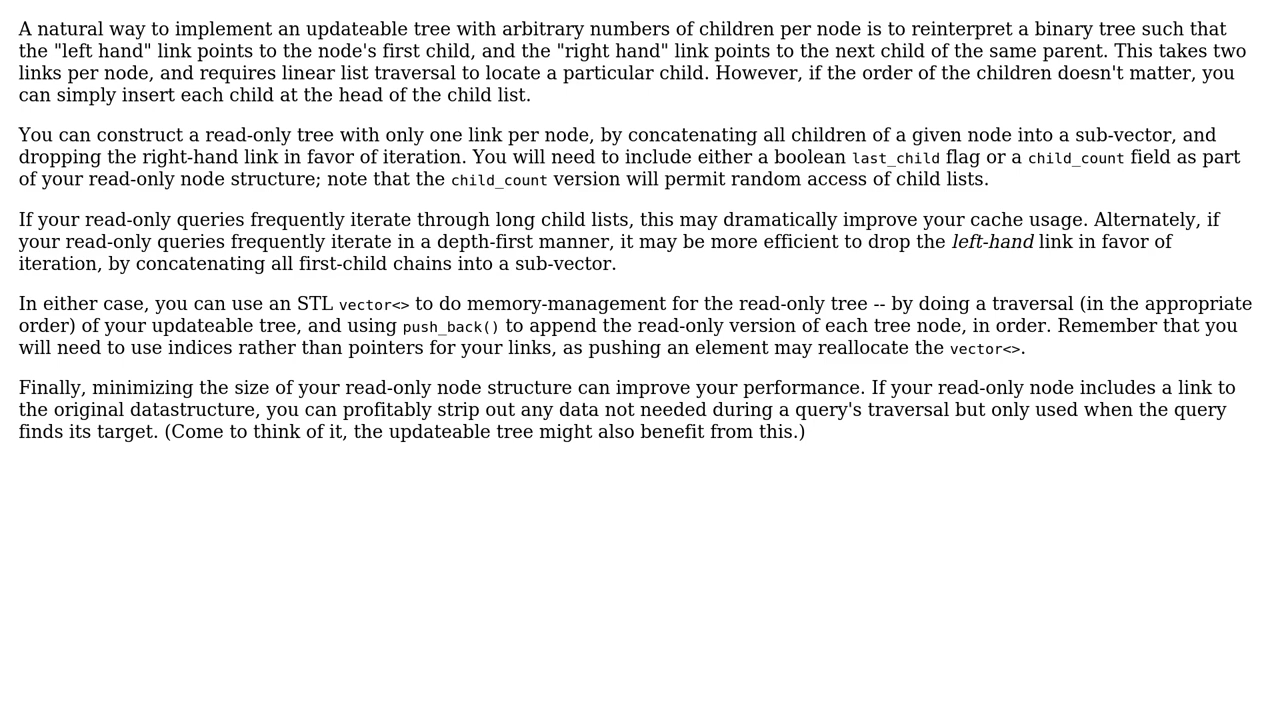 A natural way to implement an updateable tree with arbitrary numbers of children per node is to reinterpret a binary tree such that
the "left hand" link points to the node's first child, and the "right hand" link points to the next child of the same parent. This takes two
links per node, and requires linear list traversal to locate a particular child. However, if the order of the children doesn't matter, you
can simply insert each child at the head of the child list.
You can construct a read-only tree with only one link per node, by concatenating all children of a given node into a sub-vector, and
dropping the right-hand link in favor of iteration. You will need to include either a boolean last_child flag or a child_count field as part
of your read-only node structure; note that the child_count version will permit random access of child lists.
If your read-only queries frequently iterate through long child lists, this may dramatically improve your cache usage. Alternately, if
your read-only queries frequently iterate in a depth-first manner, it may be more efficient to drop the left-hand link in favor of
iteration, by concatenating all first-child chains into a sub-vector.
In either case, you can use an STL vector<> to do memory-management for the read-only tree -- by doing a traversal (in the appropriate
order) of your updateable tree, and using push_back() to append the read-only version of each tree node, in order. Remember that you
will need to use indices rather than pointers for your links, as pushing an element may reallocate the vector<>.
Finally, minimizing the size of your read-only node structure can improve your performance. If your read-only node includes a link to
the original datastructure, you can profitably strip out any data not needed during a query's traversal but only used when the query
finds its target. (Come to think of it, the updateable tree might also benefit from this.)